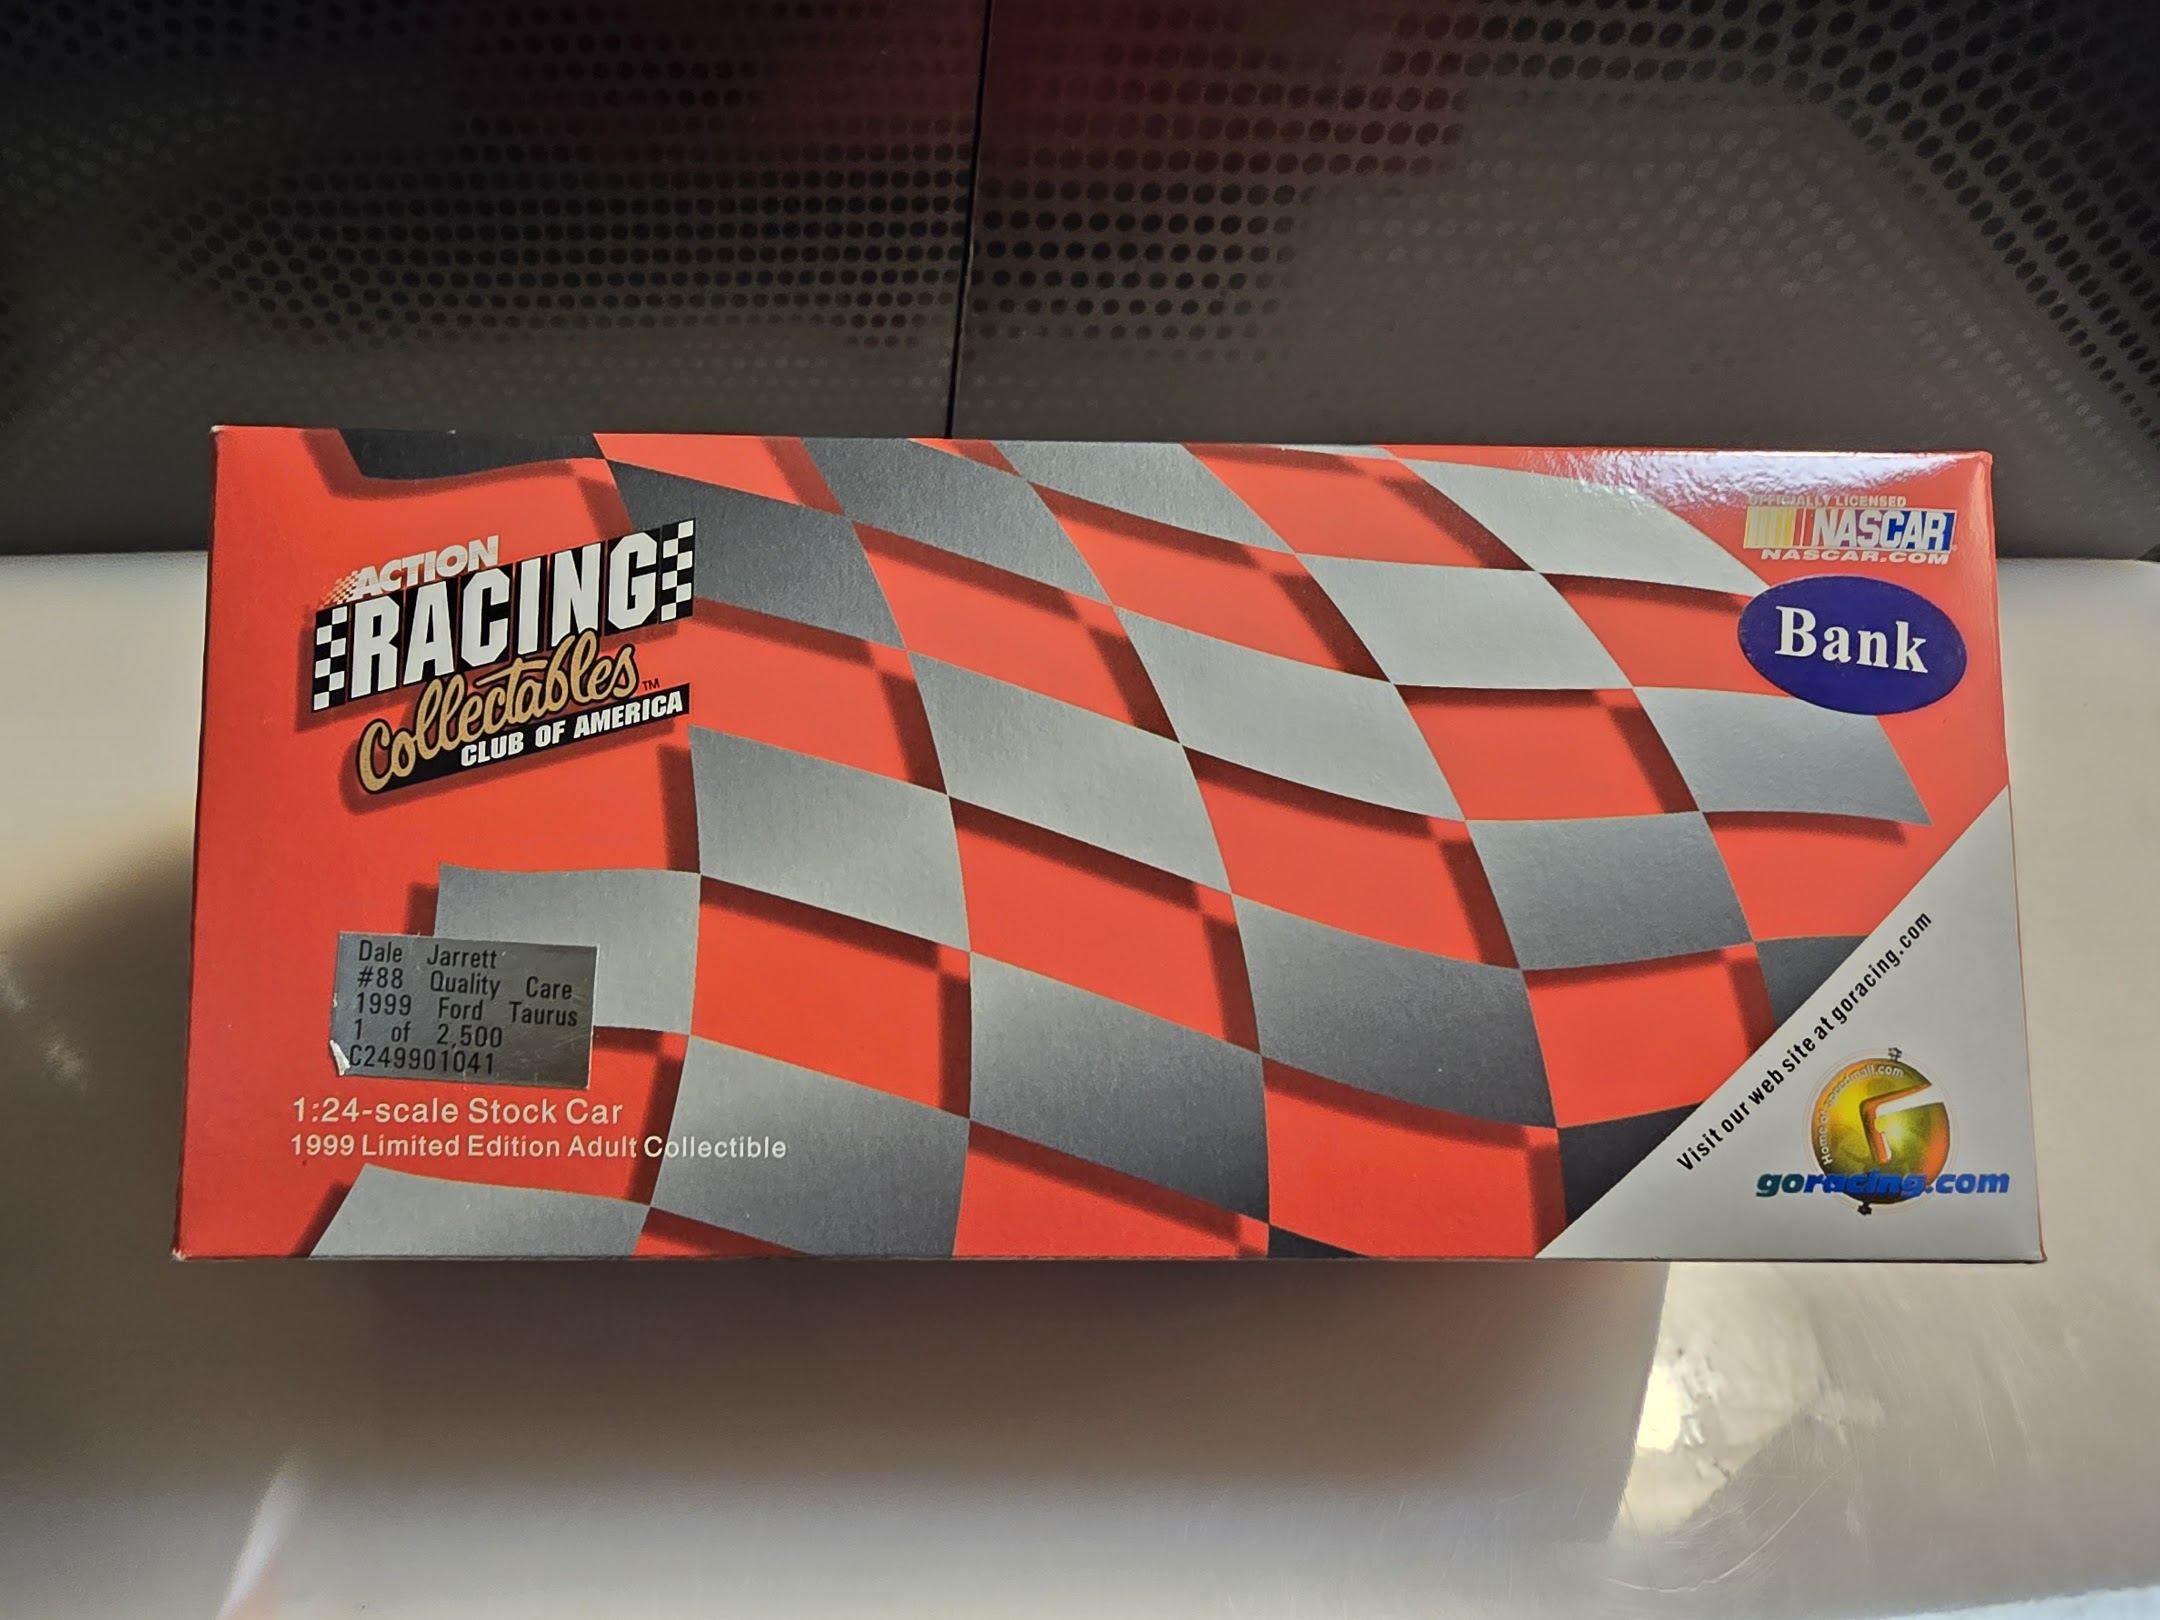 ACTION
RACING
Collectables™
CLUB OF AMERICA
OFFICIALLY LICENSED
NASCAR
NASCAR.COM
Bank
Dale Jarrett
#88 Quality Care
1999 Ford Taurus
1 of 2,500
C249901041
1:24-scale Stock Car
1999 Limited Edition Adult Collectible
Visit our web site at goracing.com
goracing.com